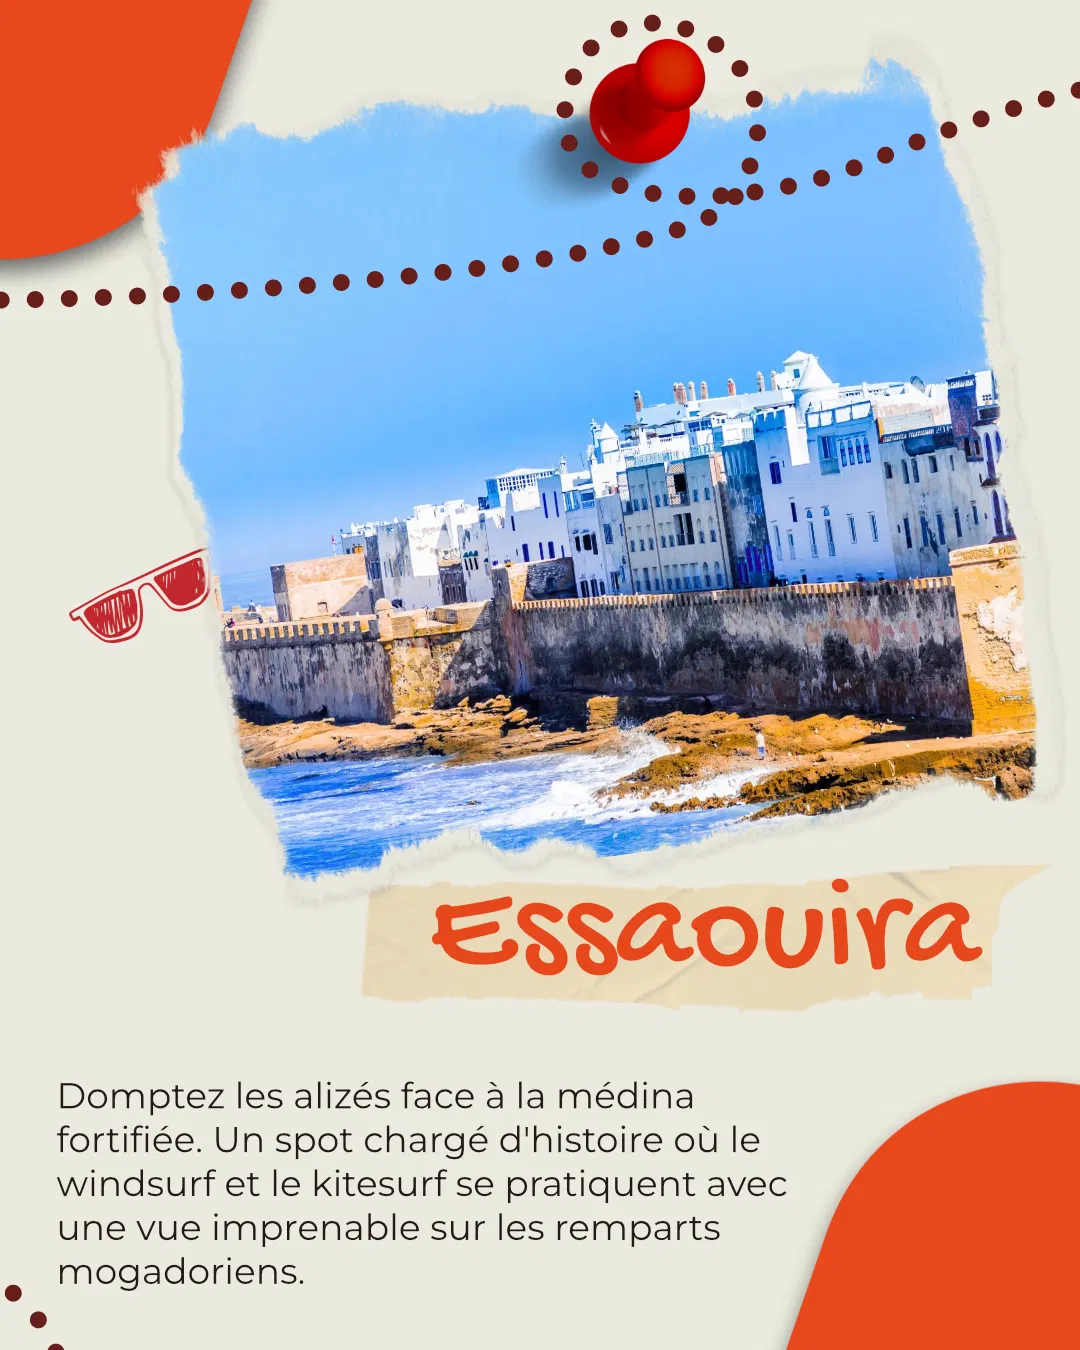 Essaouira
Domptez les alizés face à la médina
fortifiée. Un spot chargé d'histoire où le
windsurf et le kitesurf se pratiquent avec
une vue imprenable sur les remparts
mogadoriens.